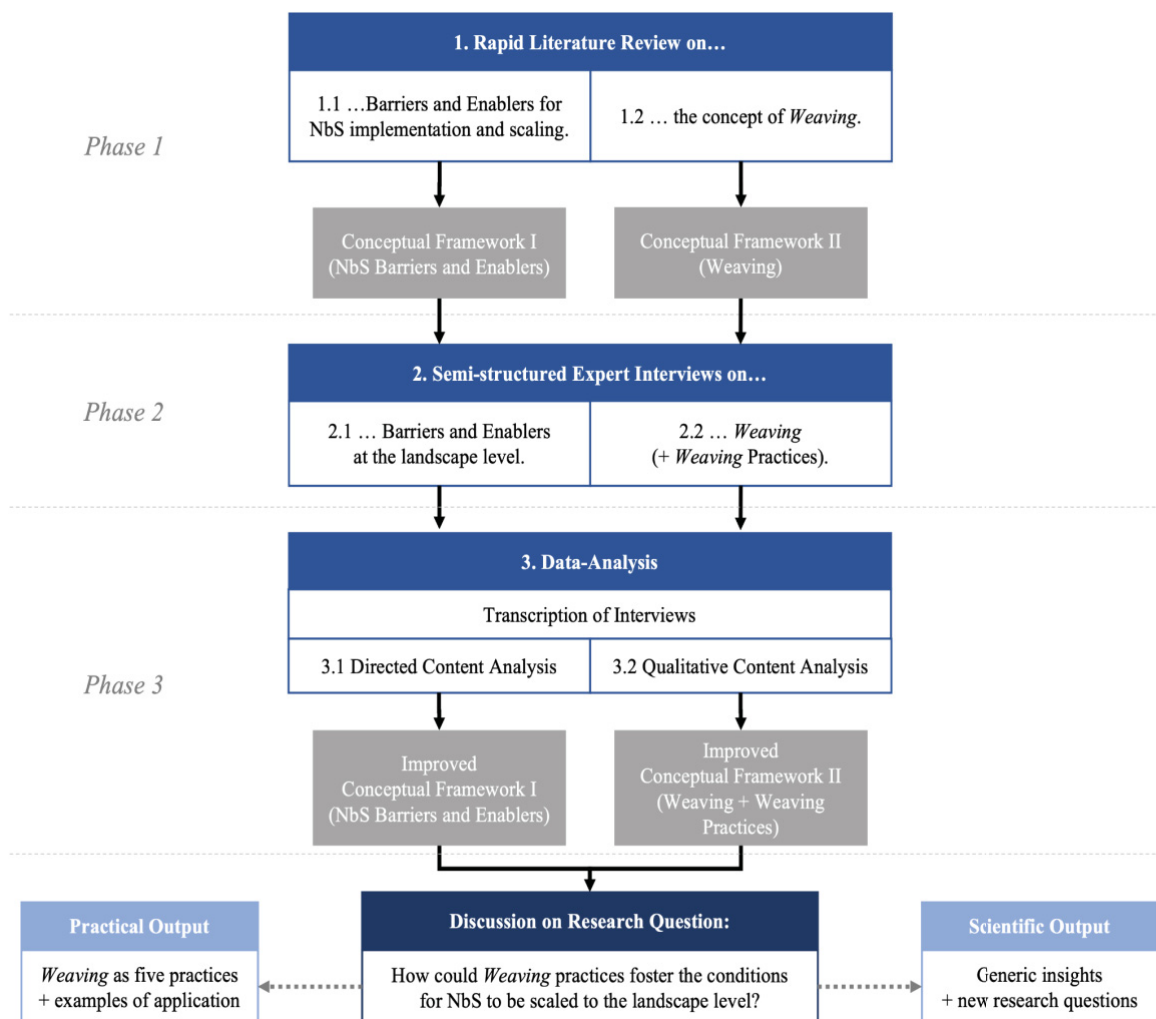 1. Rapid Literature Review on…
1.1 …Barriers and Enablers for
NbS implementation and scaling.
1.2 … the concept of Weaving.
Phase 1
Conceptual Framework I
(NbS Barriers and Enablers)
Conceptual Framework II
(Weaving)
2. Semi-structured Expert Interviews on…
Phase 2
2.1 … Barriers and Enablers
at the landscape level.
2.2 … Weaving
(+ Weaving Practices).
3. Data-Analysis
Transcription of Interviews
3.1 Directed Content Analysis
3.2 Qualitative Content Analysis
Phase 3
Improved
Conceptual Framework I
(NbS Barriers and Enablers)
Improved
Conceptual Framework II
(Weaving + Weaving
Practices)
Practical Output
Weaving as five practices
+ examples of application
Discussion on Research Question:
How could Weaving practices foster the conditions
for NbS to be scaled to the landscape level?
Scientific Output
Generic insights
+ new research questions